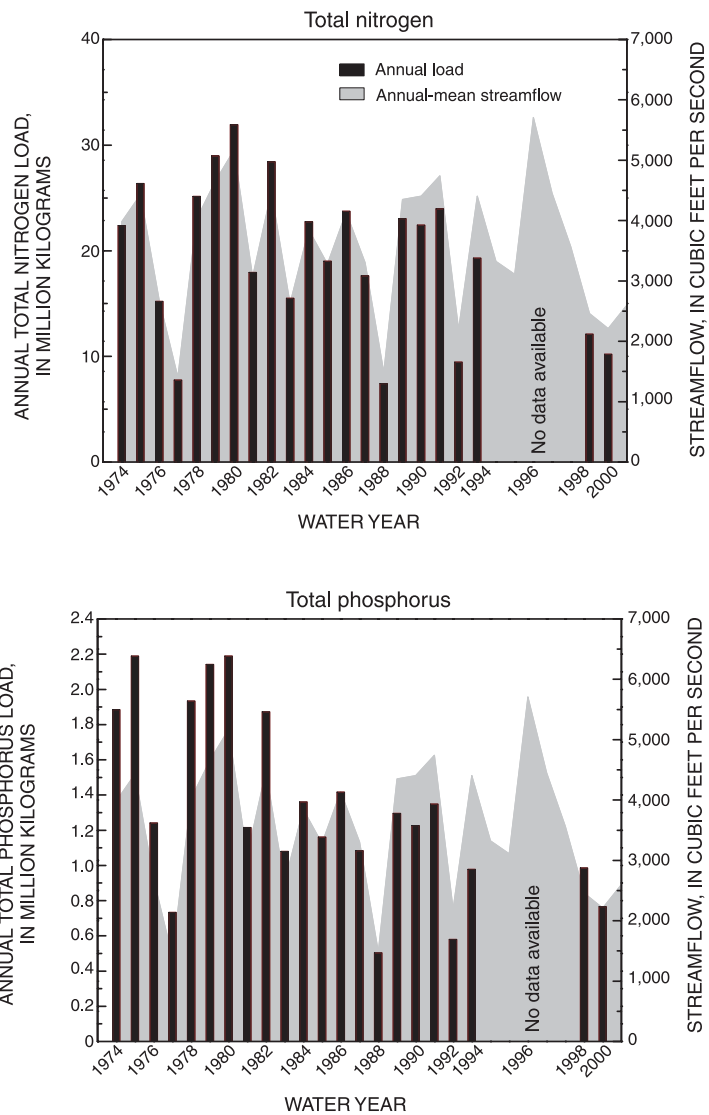 Total nitrogen
40
30
20
10
0
ANNUAL TOTAL NITROGEN LOAD,
IN MILLION KILOGRAMS
Annual load
Annual-mean streamflow
No data available
7,000
6,000
5,000
4,000
3,000
2,000
1,000
0
STREAMFLOW, IN CUBIC FEET PER SECOND
1974 1976 1978 1980 1982 1984 1986 1988 1990 1992 1994 1996 1998 2000
WATER YEAR
Total phosphorus
2.4
2.2
2.0
1.8
1.6
1.4
1.2
1.0
0.8
0.6
0.4
0.2
0
ANNUAL TOTAL PHOSPHORUS LOAD,
IN MILLION KILOGRAMS
No data available
7,000
6,000
5,000
4,000
3,000
2,000
1,000
0
STREAMFLOW, IN CUBIC FEET PER SECOND
1974 1976 1978 1980 1982 1984 1986 1988 1990 1992 1994 1996 1998 2000
WATER YEAR